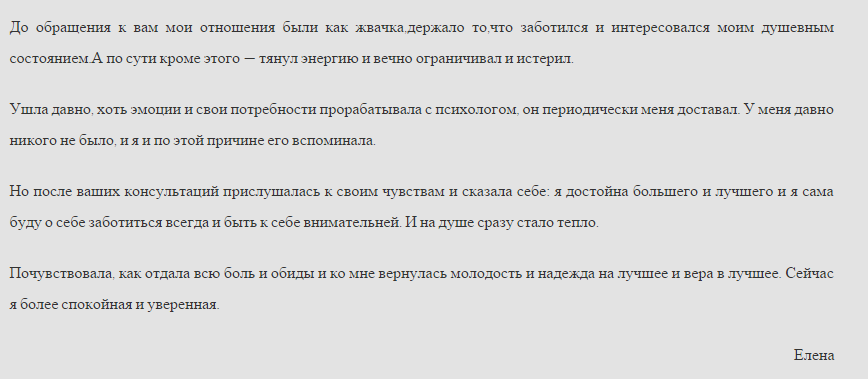 До обращения к вам мои отношения были как жвачка,держало то,что заботился и интересовался моим душевным
состоянием.А по сути кроме этого — тянул энергию и вечно ограничивал и истерил.
Ушла давно, хоть эмоции и свои потребности прорабатывала с психологом, он периодически меня доставал. У меня давно
никого не было, и я и по этой причине его вспоминала.
Но после ваших консультаций прислушалась к своим чувствам и сказала себе: я достойна большего и лучшего и я сама
буду о себе заботиться всегда и быть к себе внимательней. И на душе сразу стало тепло.
Почувствовала, как отдала всю боль и обиды и ко мне вернулась молодость и надежда на лучшее и вера в лучшее. Сейчас
я более спокойная и уверенная.
Елена